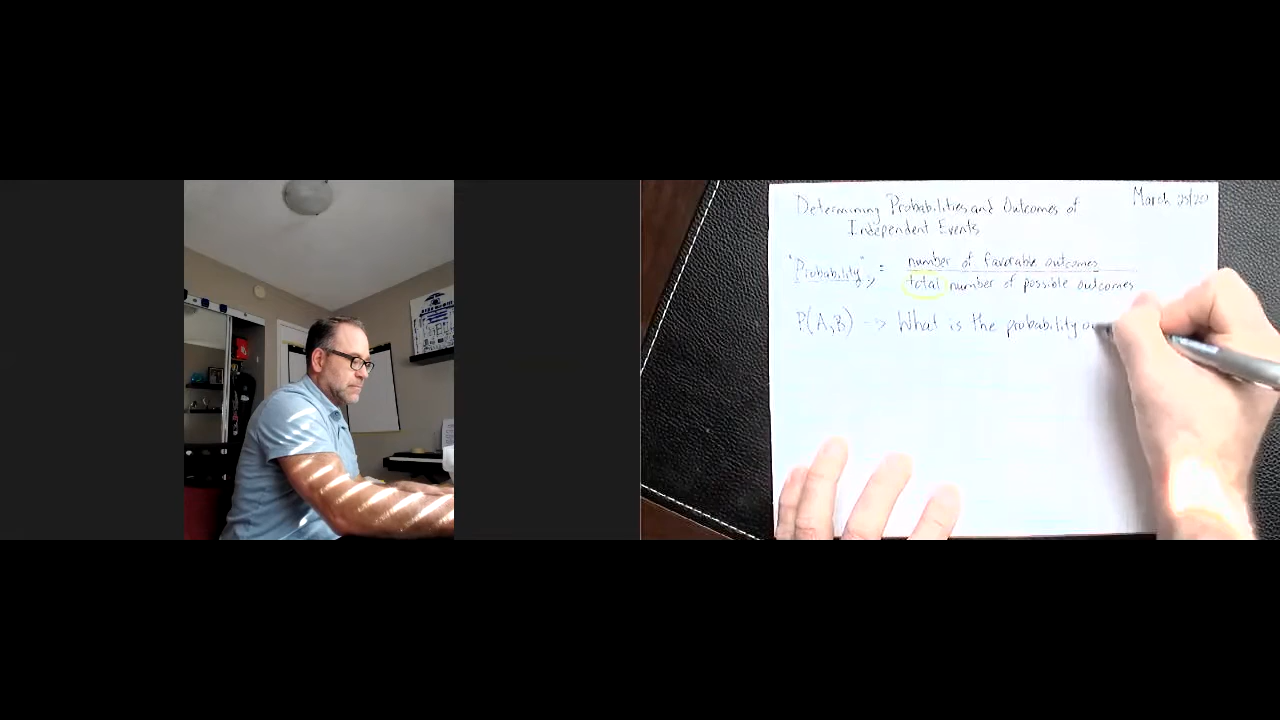 March 25/20
Determining Probabilities and Outcomes of
Independent Events
"Probability" = number of favorable outcomes
total number of possible outcomes
P(A,B) -> What is the probability o